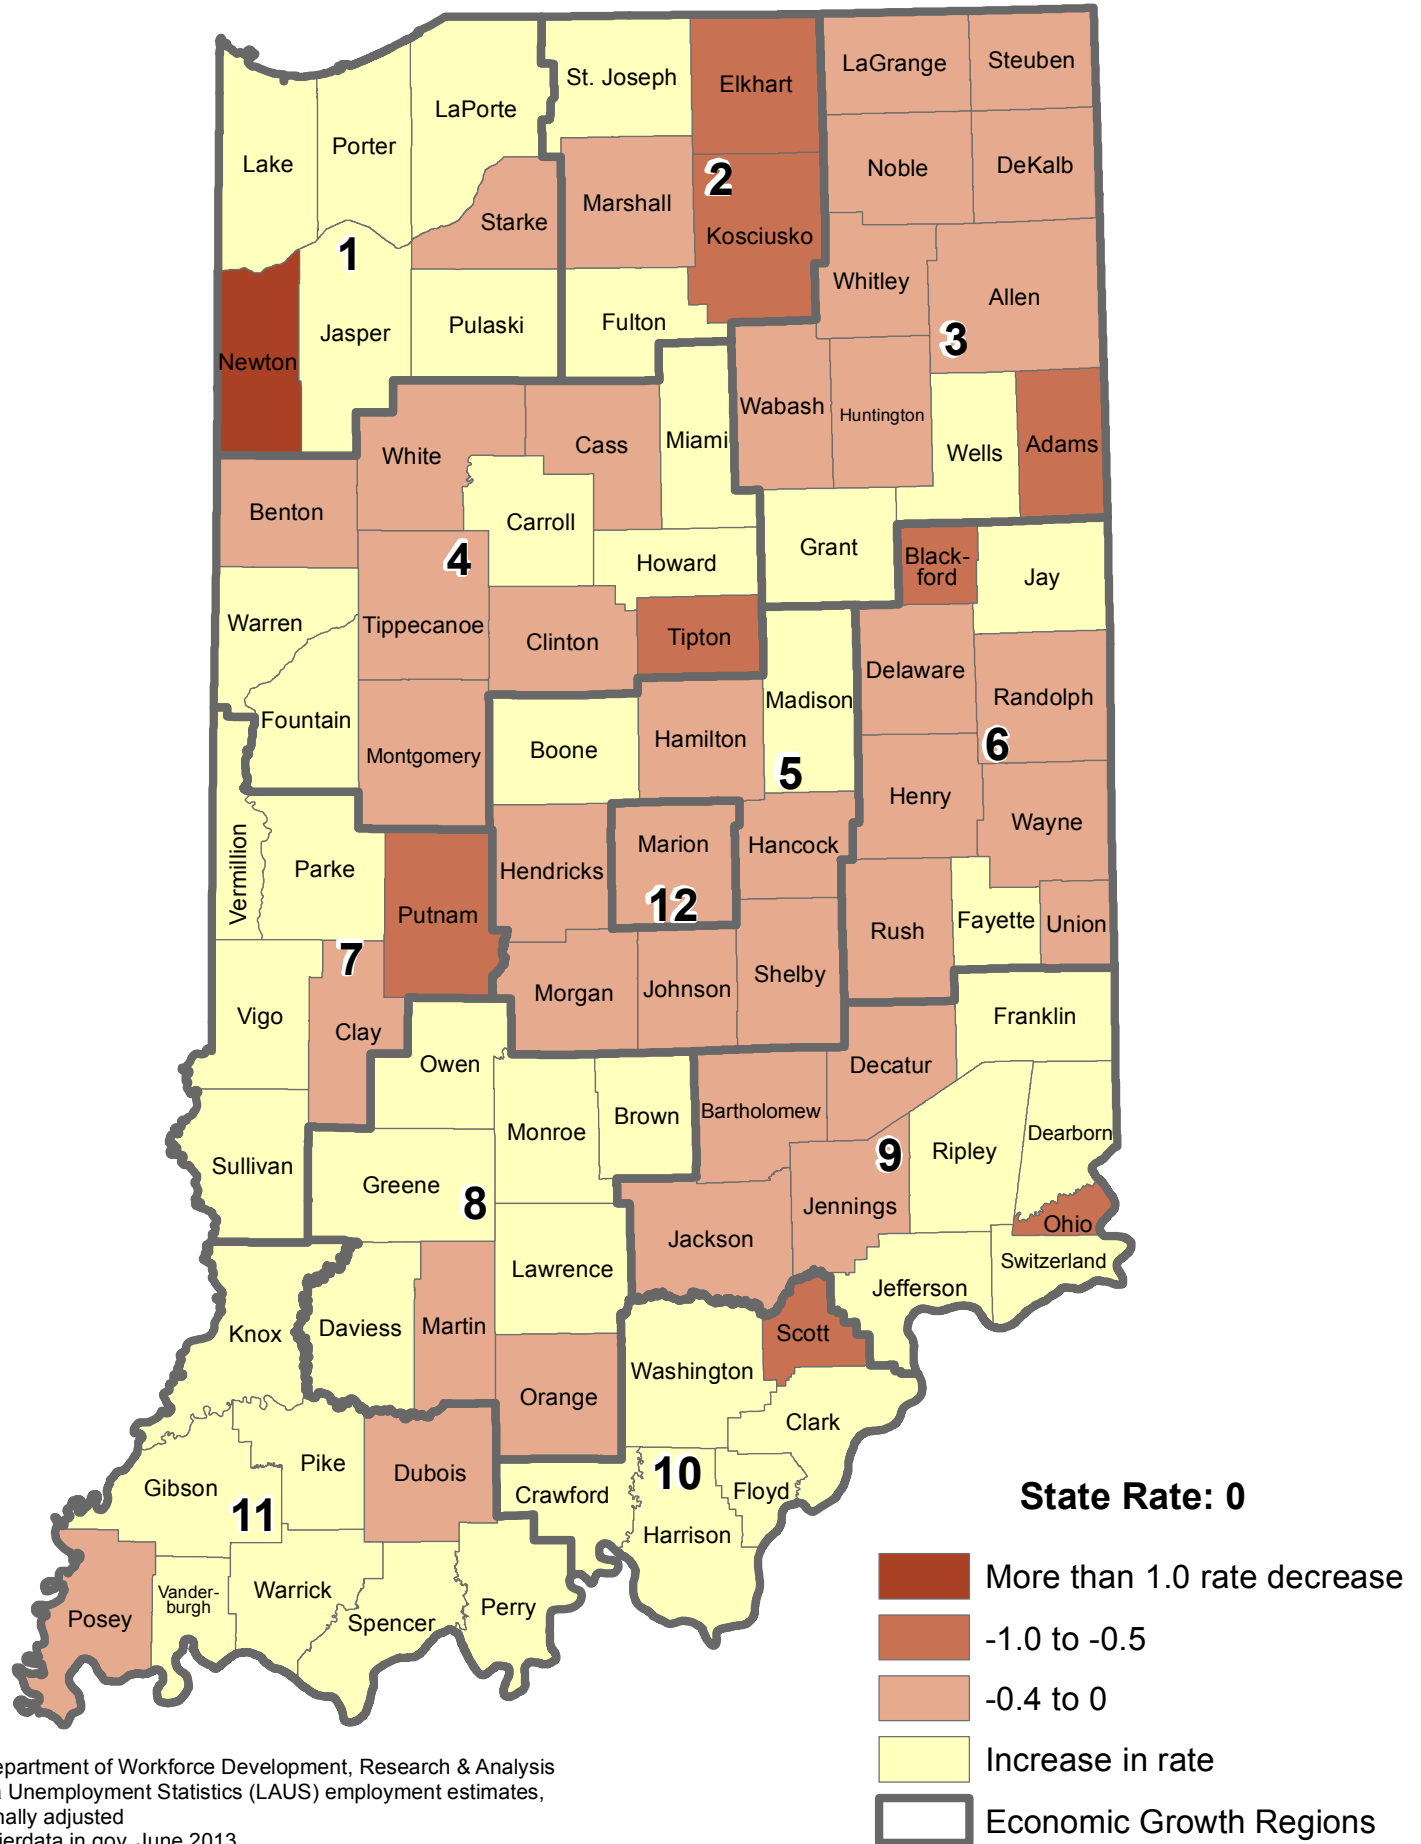 St. Joseph
Elkhart
LaGrange
Steuben
LaPorte
Porter
Lake
Noble
DeKalb
2
Marshall
Starke
Kosciusko
1
Whitley
Allen
Jasper
Pulaski
Fulton
3
Newton
Wabash
Huntington
White
Cass
Miami
Wells
Adams
Benton
Carroll
Grant
4
Howard
Black-
ford
Jay
Warren
Tippecanoe
Clinton
Tipton
Delaware
Madison
Randolph
Fountain
Montgomery
Boone
Hamilton
5
6
Henry
Wayne
Vermillion
Parke
Hendricks
Marion
Hancock
12
Putnam
Rush
Fayette
Union
7
Morgan
Johnson
Shelby
Vigo
Clay
Franklin
Owen
Decatur
Monroe
Brown
Bartholomew
Dearborn
Sullivan
Greene
8
9
Ripley
Jennings
Jackson
Ohio
Lawrence
Switzerland
Jefferson
Knox
Daviess
Martin
Scott
Washington
Orange
Clark
Pike
Dubois
Gibson
11
Crawford
10
Floyd
Harrison
Posey
Vander-
burgh
Warrick
Spencer
Perry
State Rate: 0
More than 1.0 rate decrease
-1.0 to -0.5
-0.4 to 0
Increase in rate
Economic Growth Regions
epartment of Workforce Development, Research & Analysis
Unemployment Statistics (LAUS) employment estimates,
nally adjusted
ierdata.in.gov, June 2013